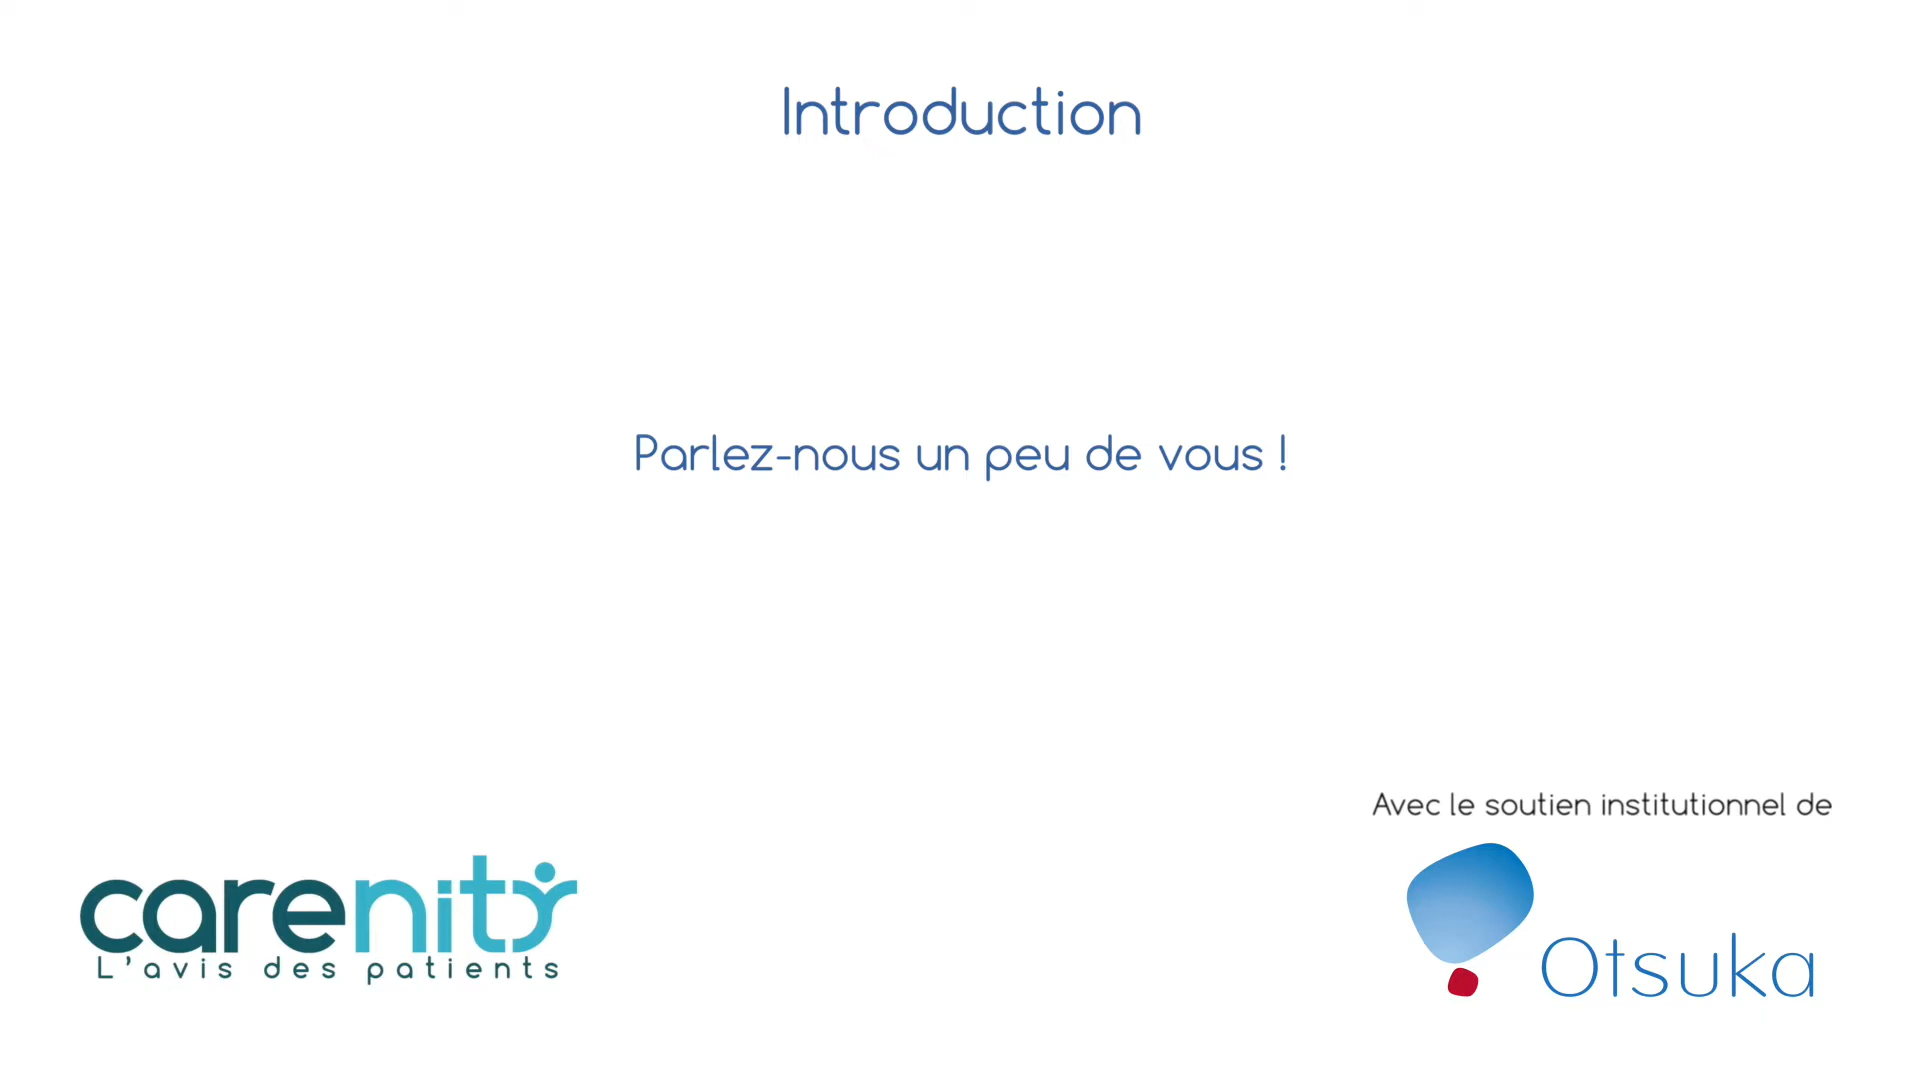 Introduction
Parlez-nous un peu de vous !
Avec le soutien institutionnel de
carenity
L'avis des patients
Otsuka